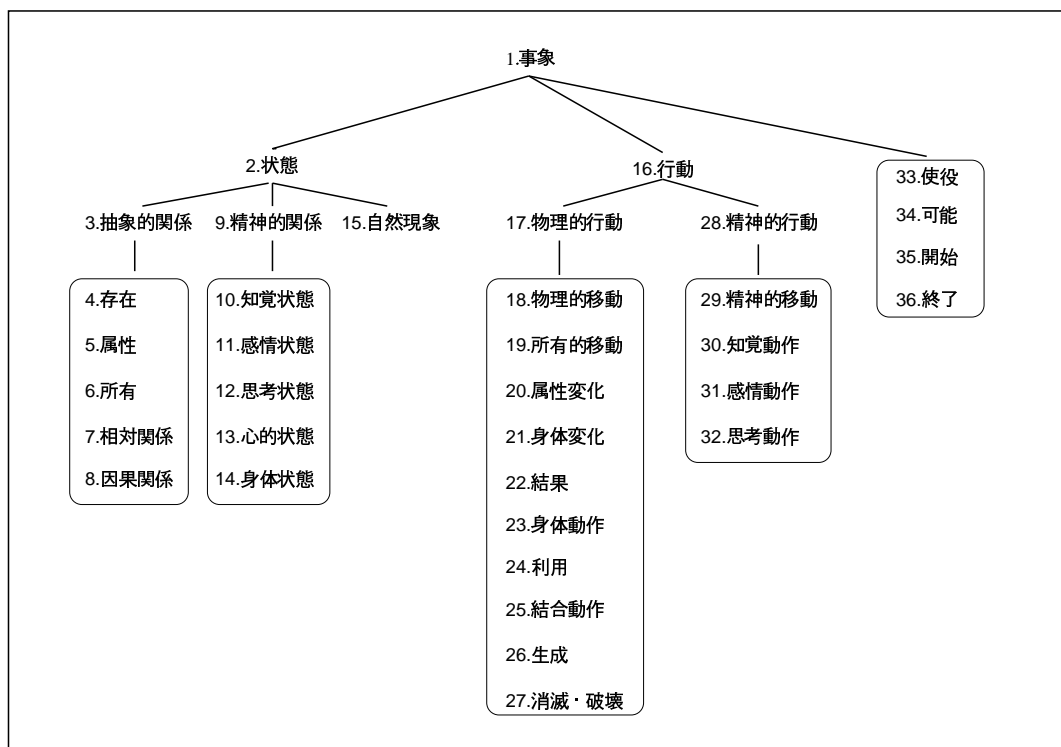 1.事象
2.状態
3.抽象的関係
4.存在
5.属性
6.所有
7.相対関係
8.因果関係
9.精神的関係
10.知覚状態
11.感情状態
12.思考状態
13.心的状態
14.身体状態
15.自然現象
16.行動
17.物理的行動
18.物理的移動
19.所有的移動
20.属性変化
21.身体変化
22.結果
23.身体動作
24.利用
25.結合動作
26.生成
27.消滅・破壊
28.精神的行動
29.精神的移動
30.知覚動作
31.感情動作
32.思考動作
33.使役
34.可能
35.開始
36.終了